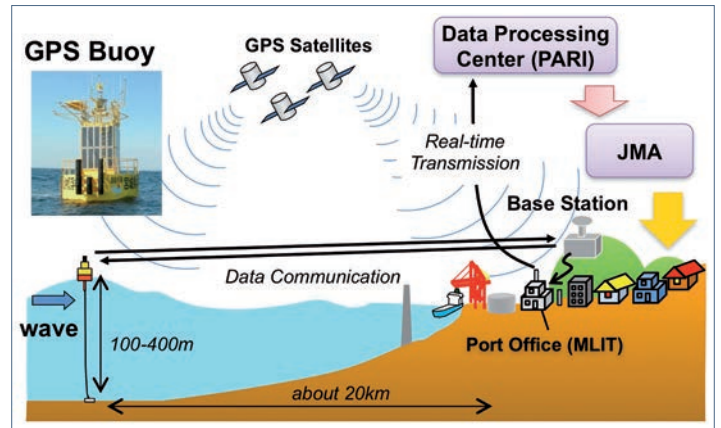 GPS Buoy
GPS Satellites
Data Processing
Center (PARI)
Real-time
Transmission
JMA
Base Station
Data Communication
wave
100-400m
Port Office (MLIT)
about 20km